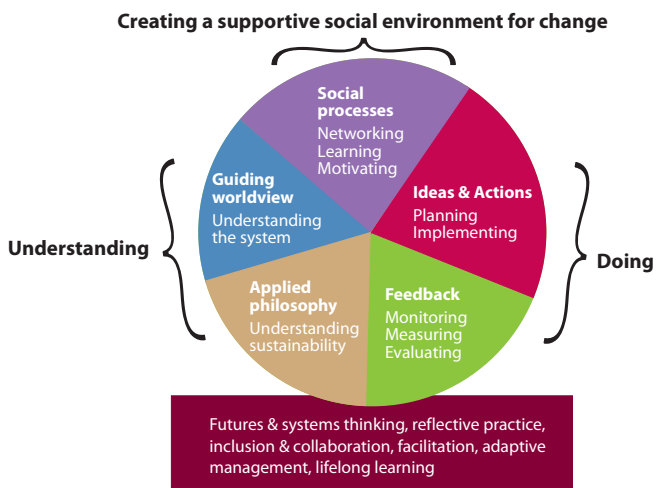 Creating a supportive social environment for change
Social
processes
Networking
Learning
Motivating
Guiding
worldview
Understanding
the system
Ideas & Actions
Planning
Implementing
Understanding
Doing
Applied
philosophy
Understanding
sustainability
Feedback
Monitoring
Measuring
Evaluating
Futures & systems thinking, reflective practice,
inclusion & collaboration, facilitation, adaptive
management, lifelong learning